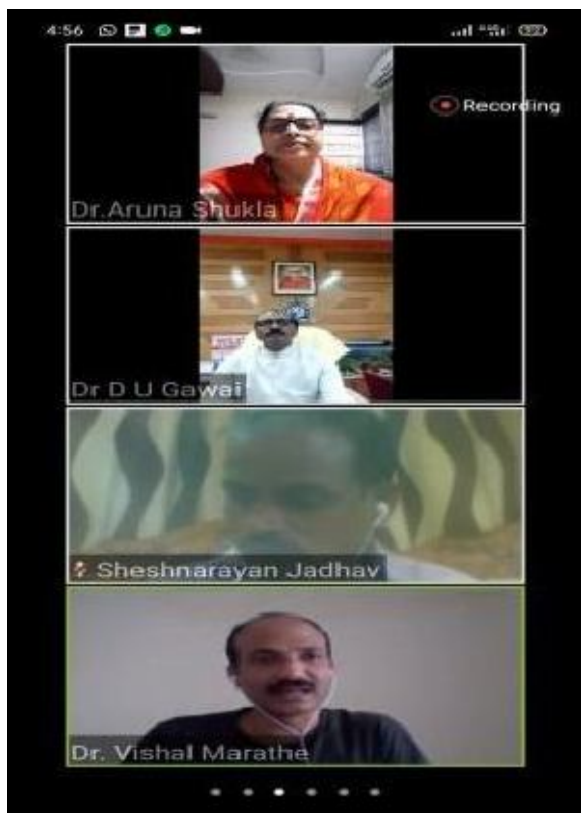 4:56
Recording
Dr.Aruna Shukla
Dr D U Gawai
Sheshnarayan Jadhav
Dr. Vishal Marathe